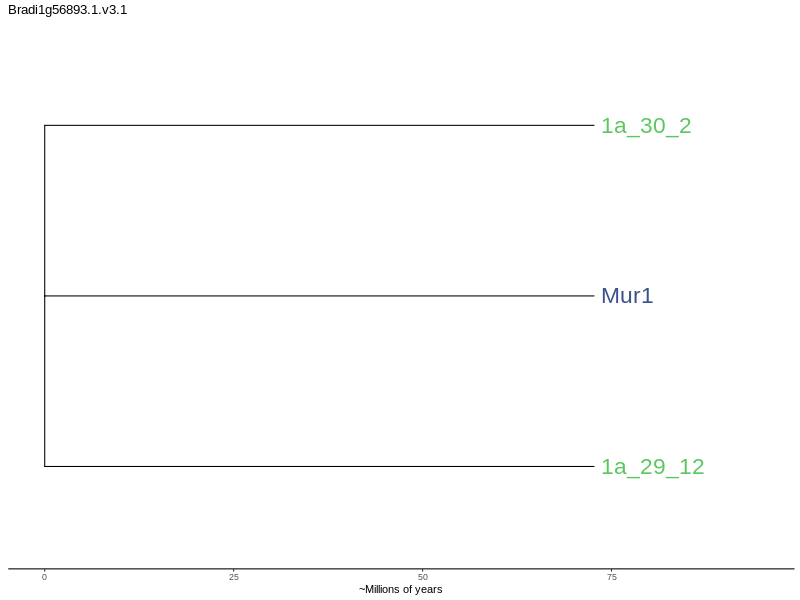 Bradi1g56893.1.v3.1
1a_30_2
Mur1
1a_29_12
0 25 50 75
~Millions of years